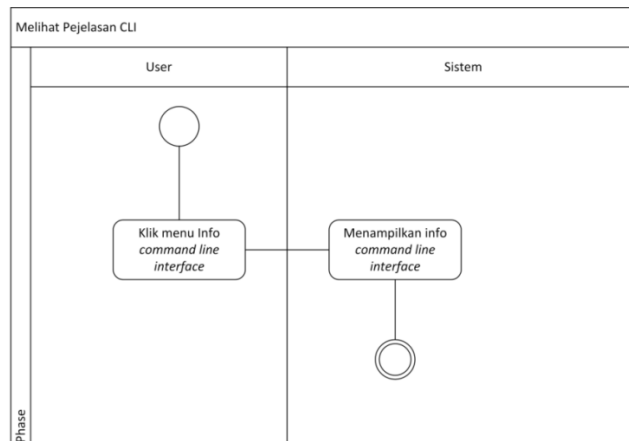 Melihat Pejelasan CLI
User
Sistem
Klik menu Info
command line
interface
Menampilkan info
command line
interface
Phase